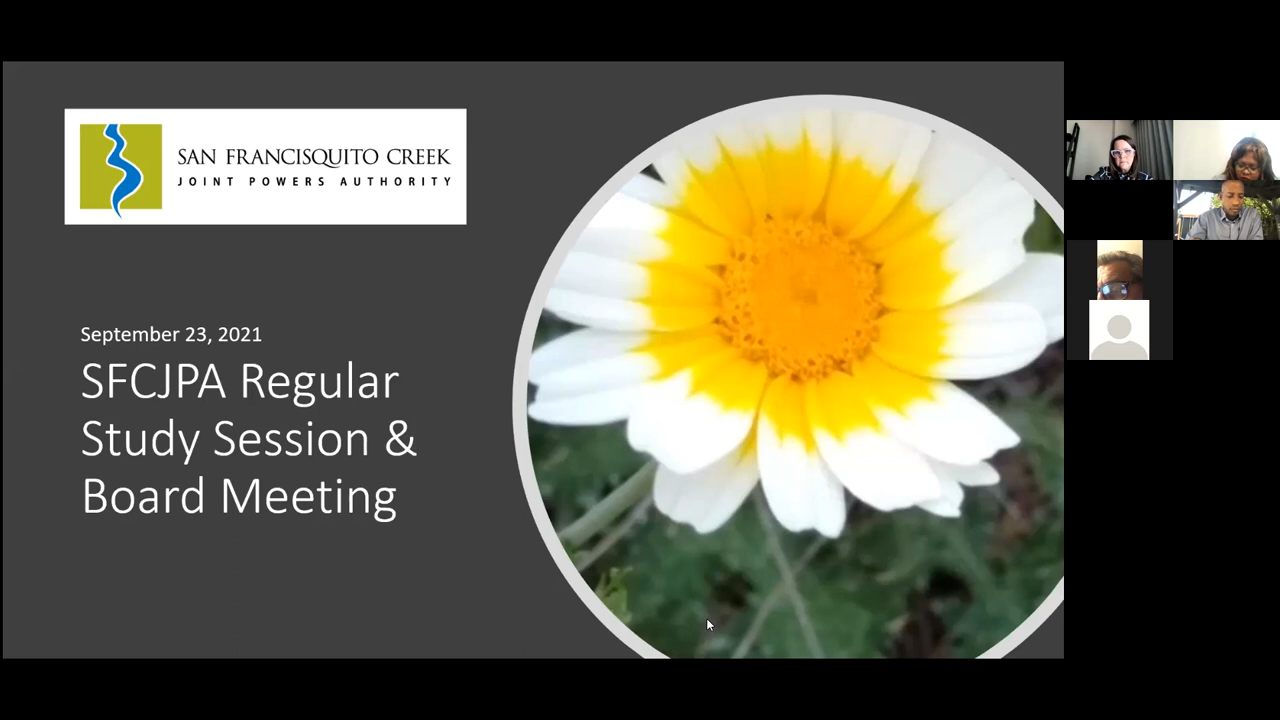 SAN FRANCISQUITO CREEK
JOINT POWERS AUTHORITY
September 23, 2021
SFCJPA Regular
Study Session &
Board Meeting